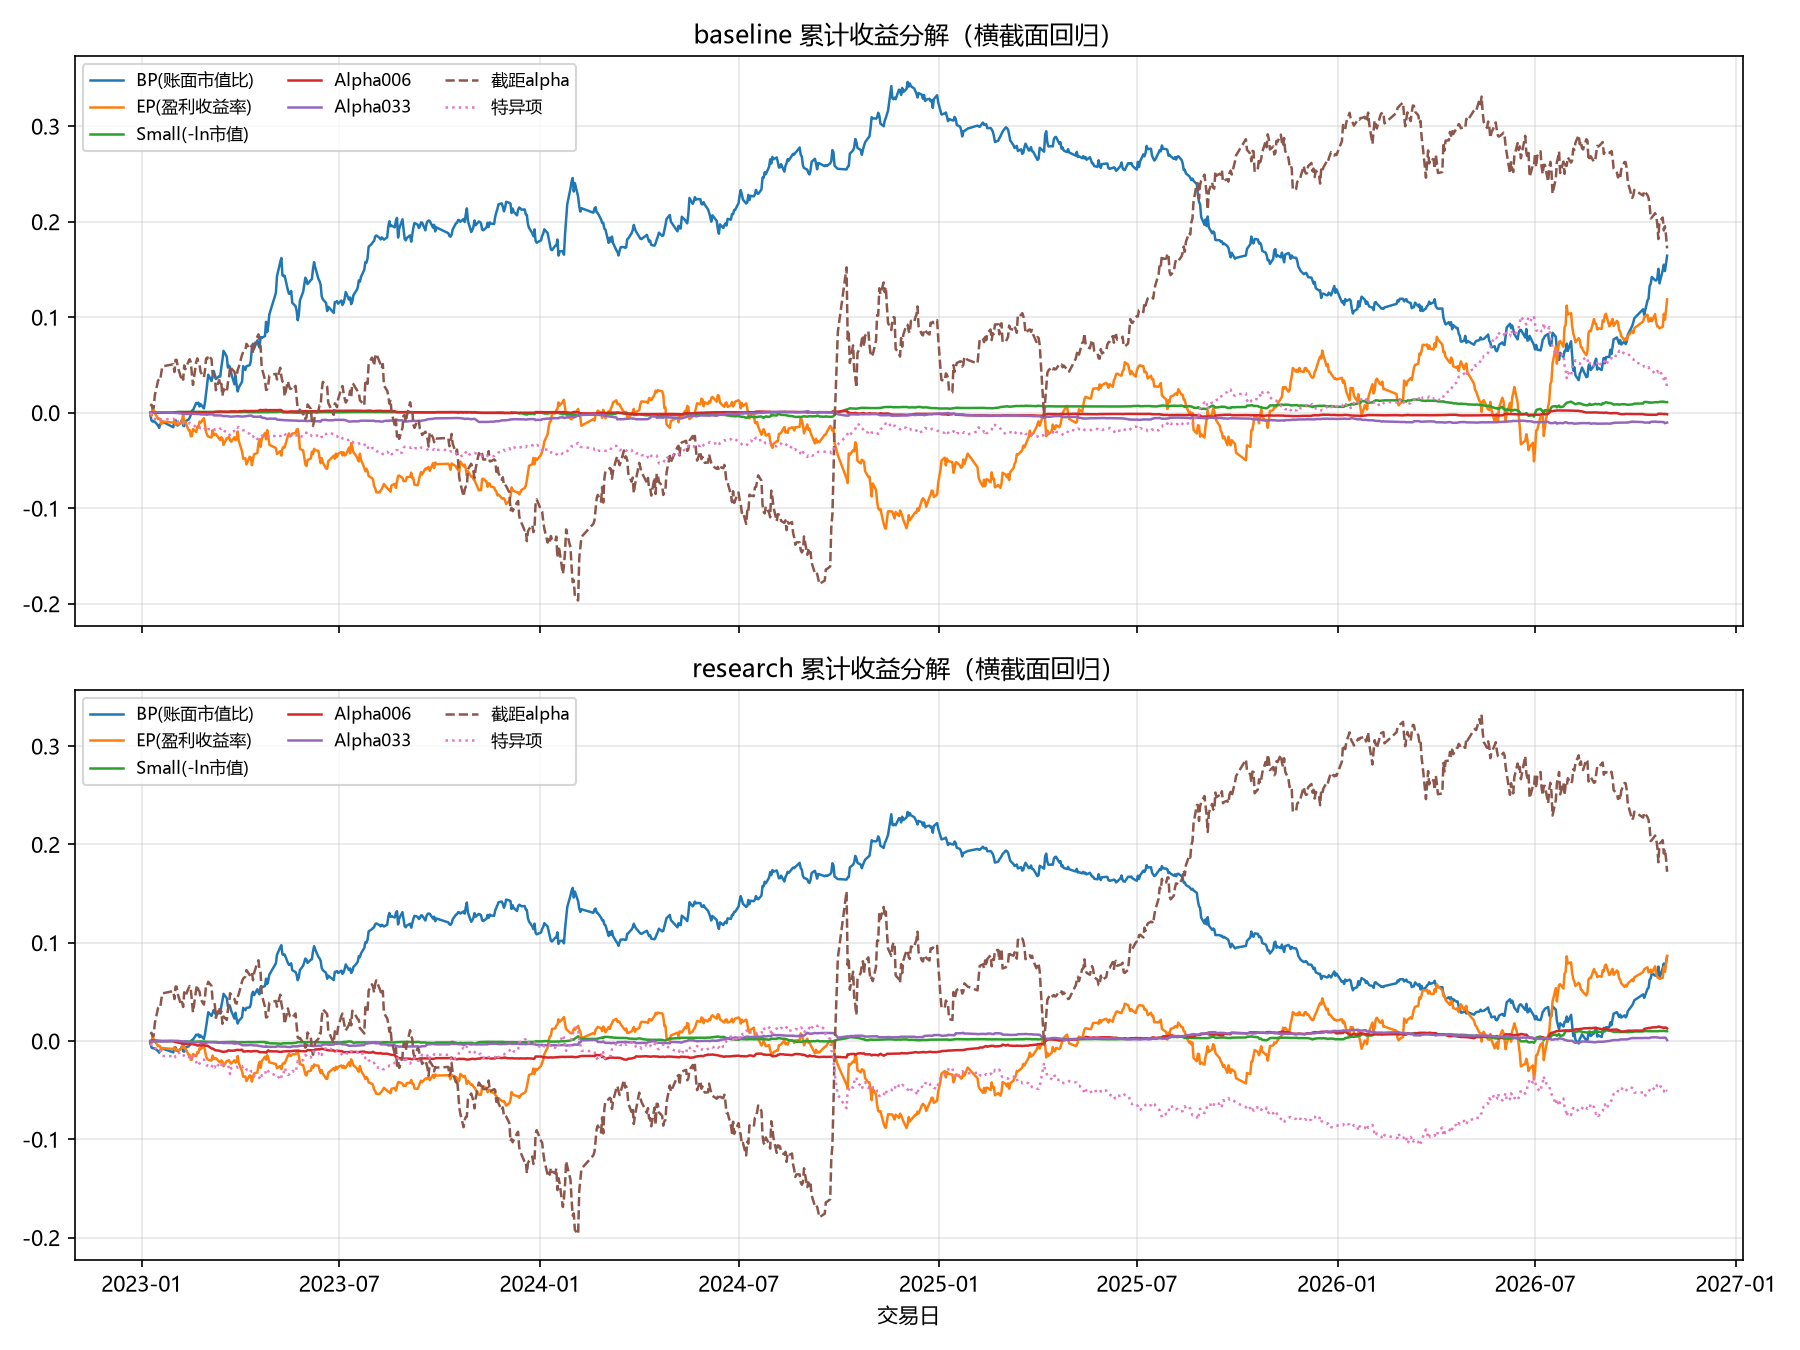 baseline 累计收益分解（横截面回归）
BP(账面市值比)
EP(盈利收益率)
Small(-ln市值)
Alpha006
Alpha033
截距alpha
特异项
0.3
0.2
0.1
0.0
-0.1
-0.2
research 累计收益分解（横截面回归）
BP(账面市值比)
EP(盈利收益率)
Small(-ln市值)
Alpha006
Alpha033
截距alpha
特异项
0.3
0.2
0.1
0.0
-0.1
-0.2
2023-01
2023-07
2024-01
2024-07
2025-01
2025-07
2026-01
2026-07
2027-01
交易日